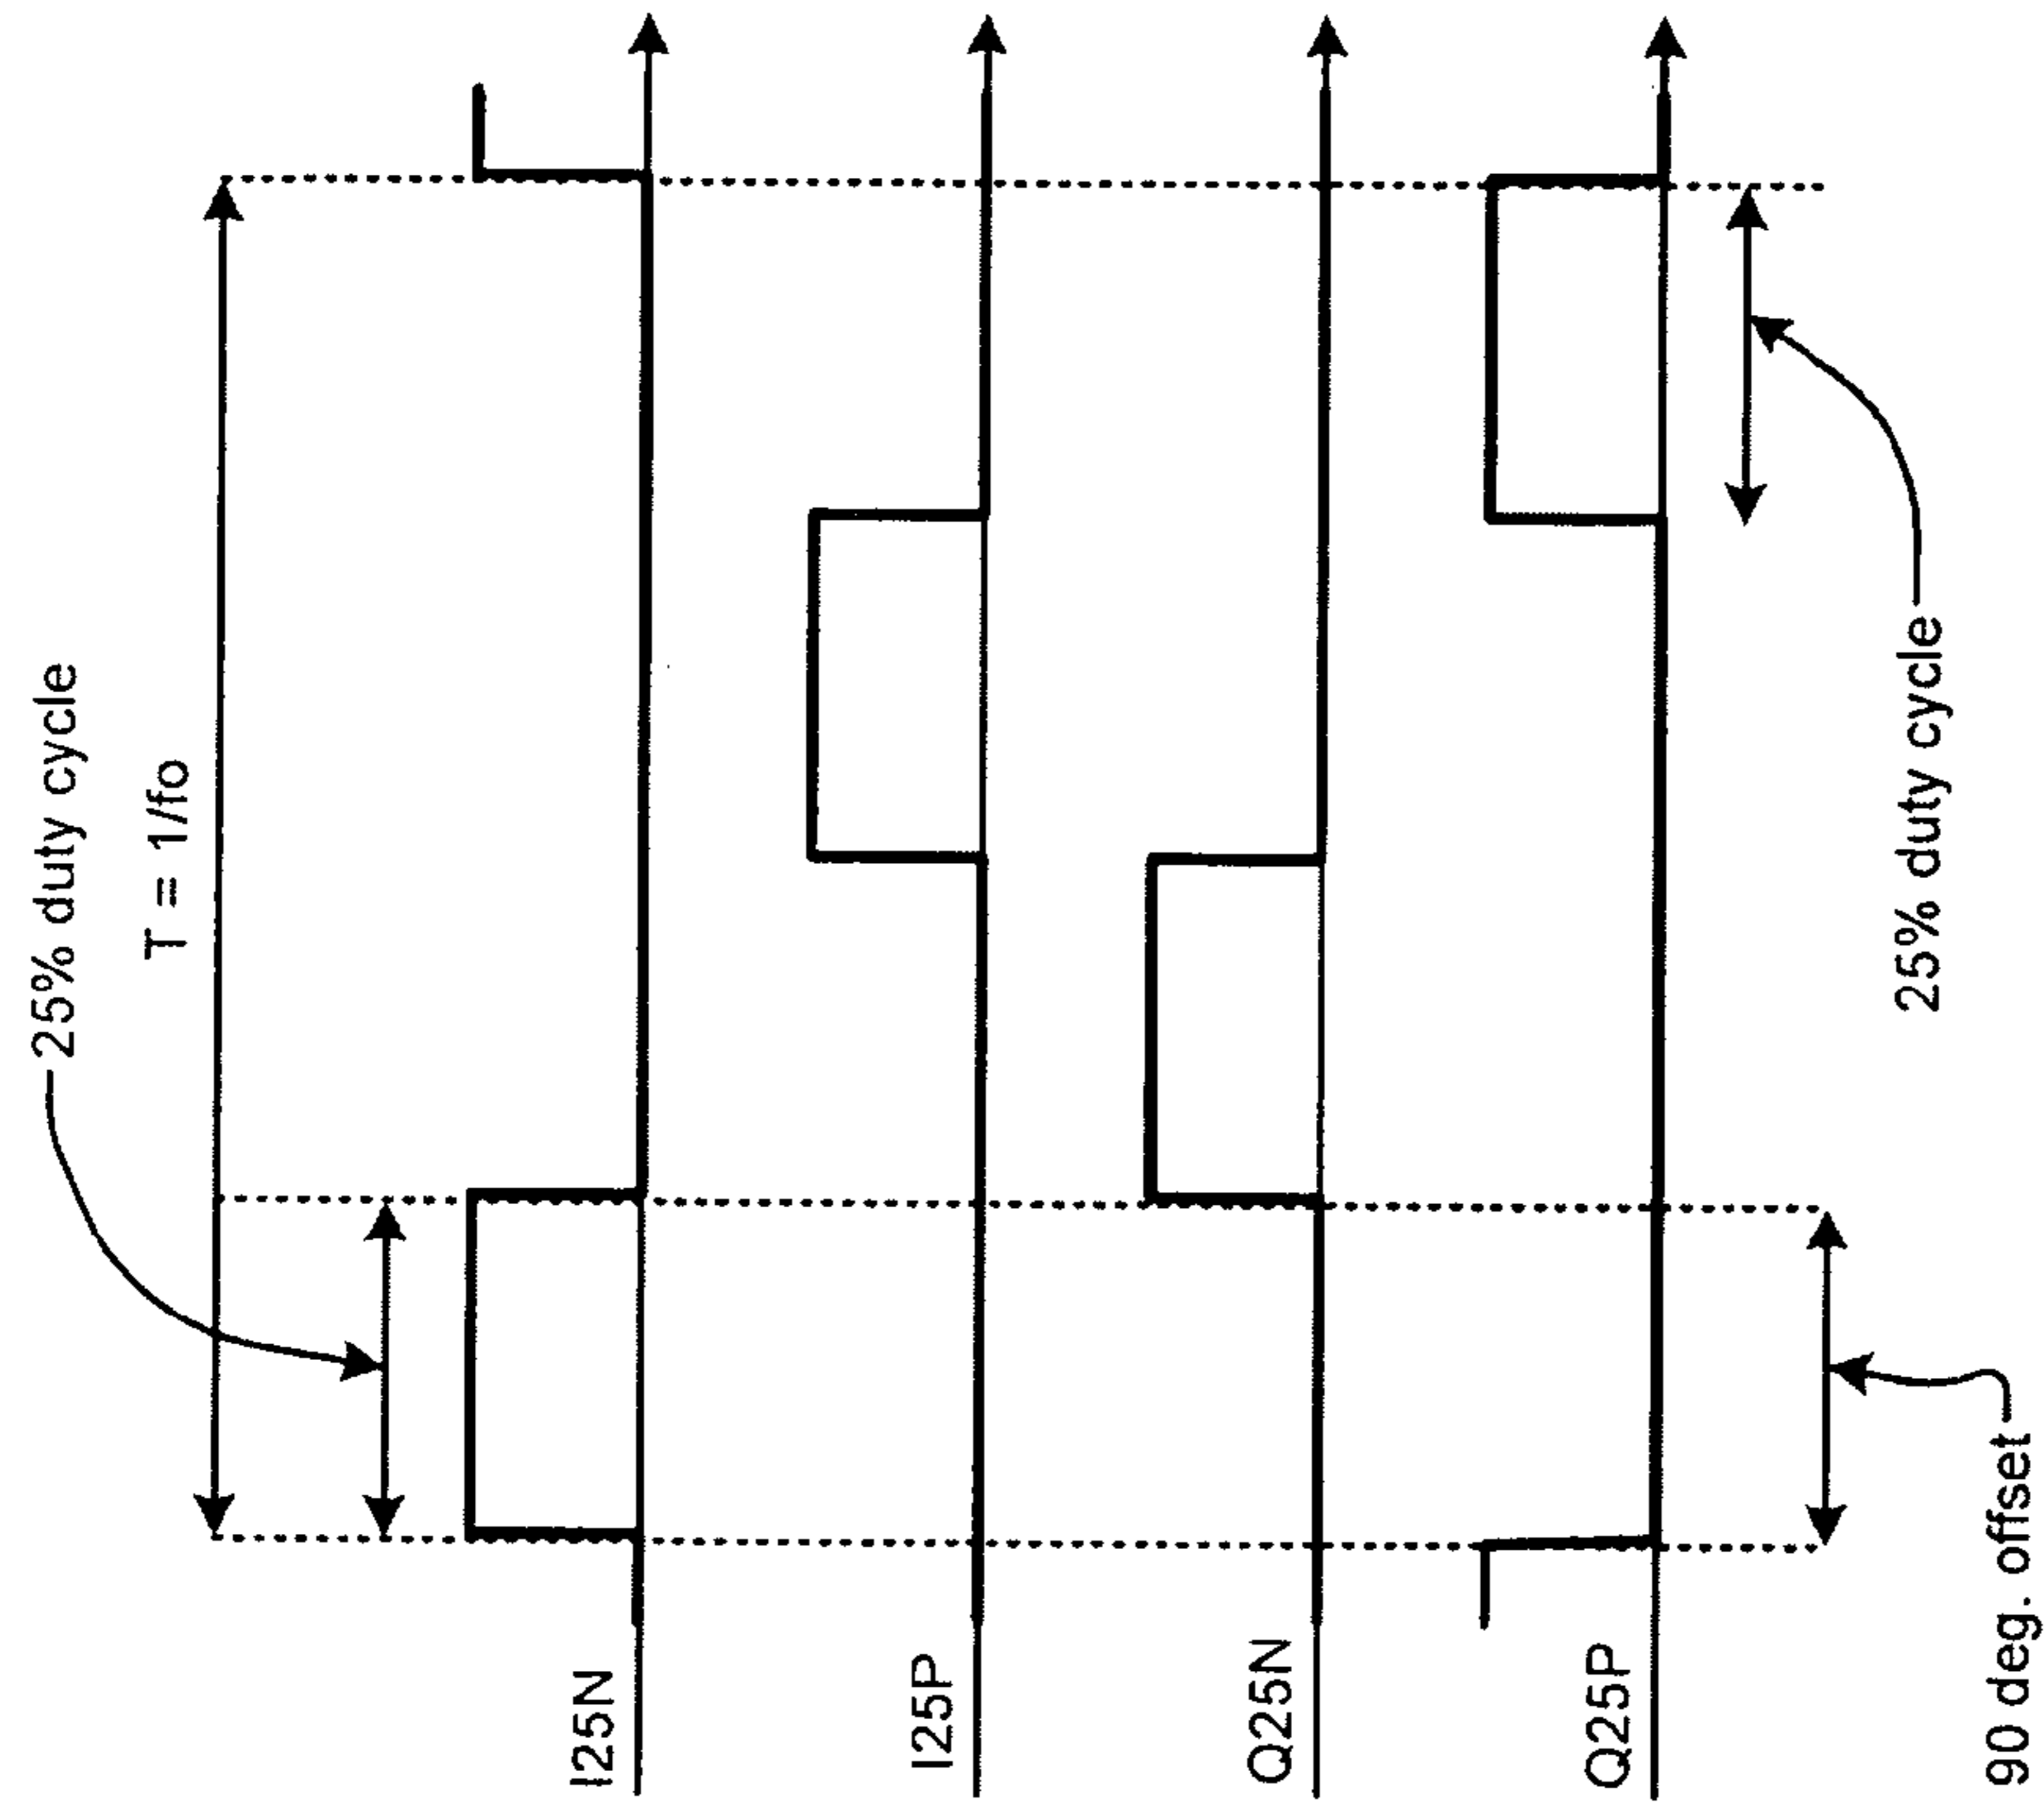 25% duty cycle
T = 1/fo
I25N
I25P
Q25N
Q25P
25% duty cycle
90 deg. offset